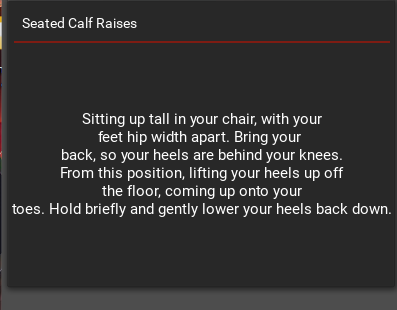 Seated Calf Raises
Sitting up tall in your chair, with your
feet hip width apart. Bring your
back, so your heels are behind your knees.
From this position, lifting your heels up off
the floor, coming up onto your
toes. Hold briefly and gently lower your heels back down.